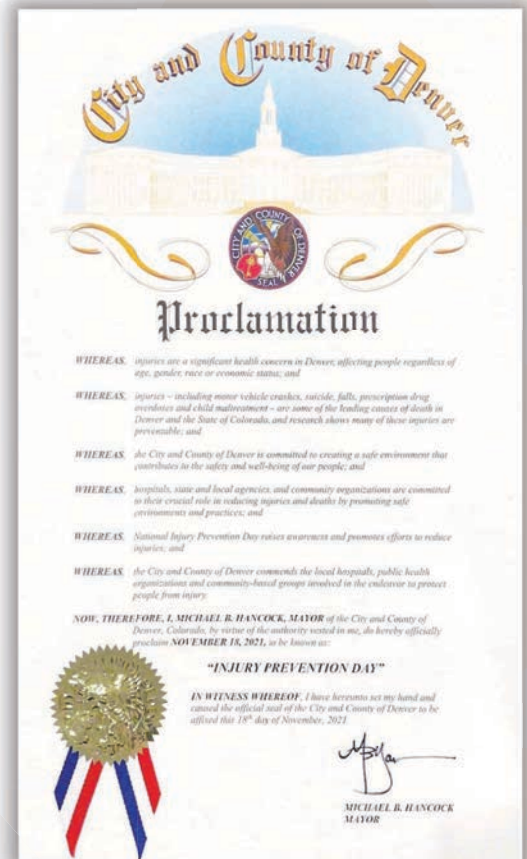 City and County of Denver
CITY AND COUNTY OF DENVER
SEAL
Proclamation
WHEREAS, injuries are a significant health concern in Denver, affecting people regardless of
age, gender, race or economic status; and
WHEREAS, injuries – including motor vehicle crashes, suicide, falls, prescription drug
overdoses and child maltreatment – are some of the leading causes of death in
Denver and the State of Colorado, and research shows many of these injuries are
preventable; and
WHEREAS, the City and County of Denver is committed to creating a safe environment that
contributes to the safety and well-being of our people; and
WHEREAS, hospitals, state and local agencies, and community organizations are committed
to their crucial role in reducing injuries and deaths by promoting safe
environments and practices; and
WHEREAS, National Injury Prevention Day raises awareness and promotes efforts to reduce
injuries; and
WHEREAS, the City and County of Denver commends the local hospitals, public health
organizations and community-based groups involved in the endeavor to protect
people from injury.
NOW, THEREFORE, I, MICHAEL B. HANCOCK, MAYOR of the City and County of
Denver, Colorado, by virtue of the authority vested in me, do hereby officially
proclaim NOVEMBER 18, 2021, to be known as:
"INJURY PREVENTION DAY"
IN WITNESS WHEREOF, I have hereunto set my hand and
caused the official seal of the City and County of Denver to be
affixed this 18th day of November, 2021
MICHAEL B. HANCOCK
MAYOR